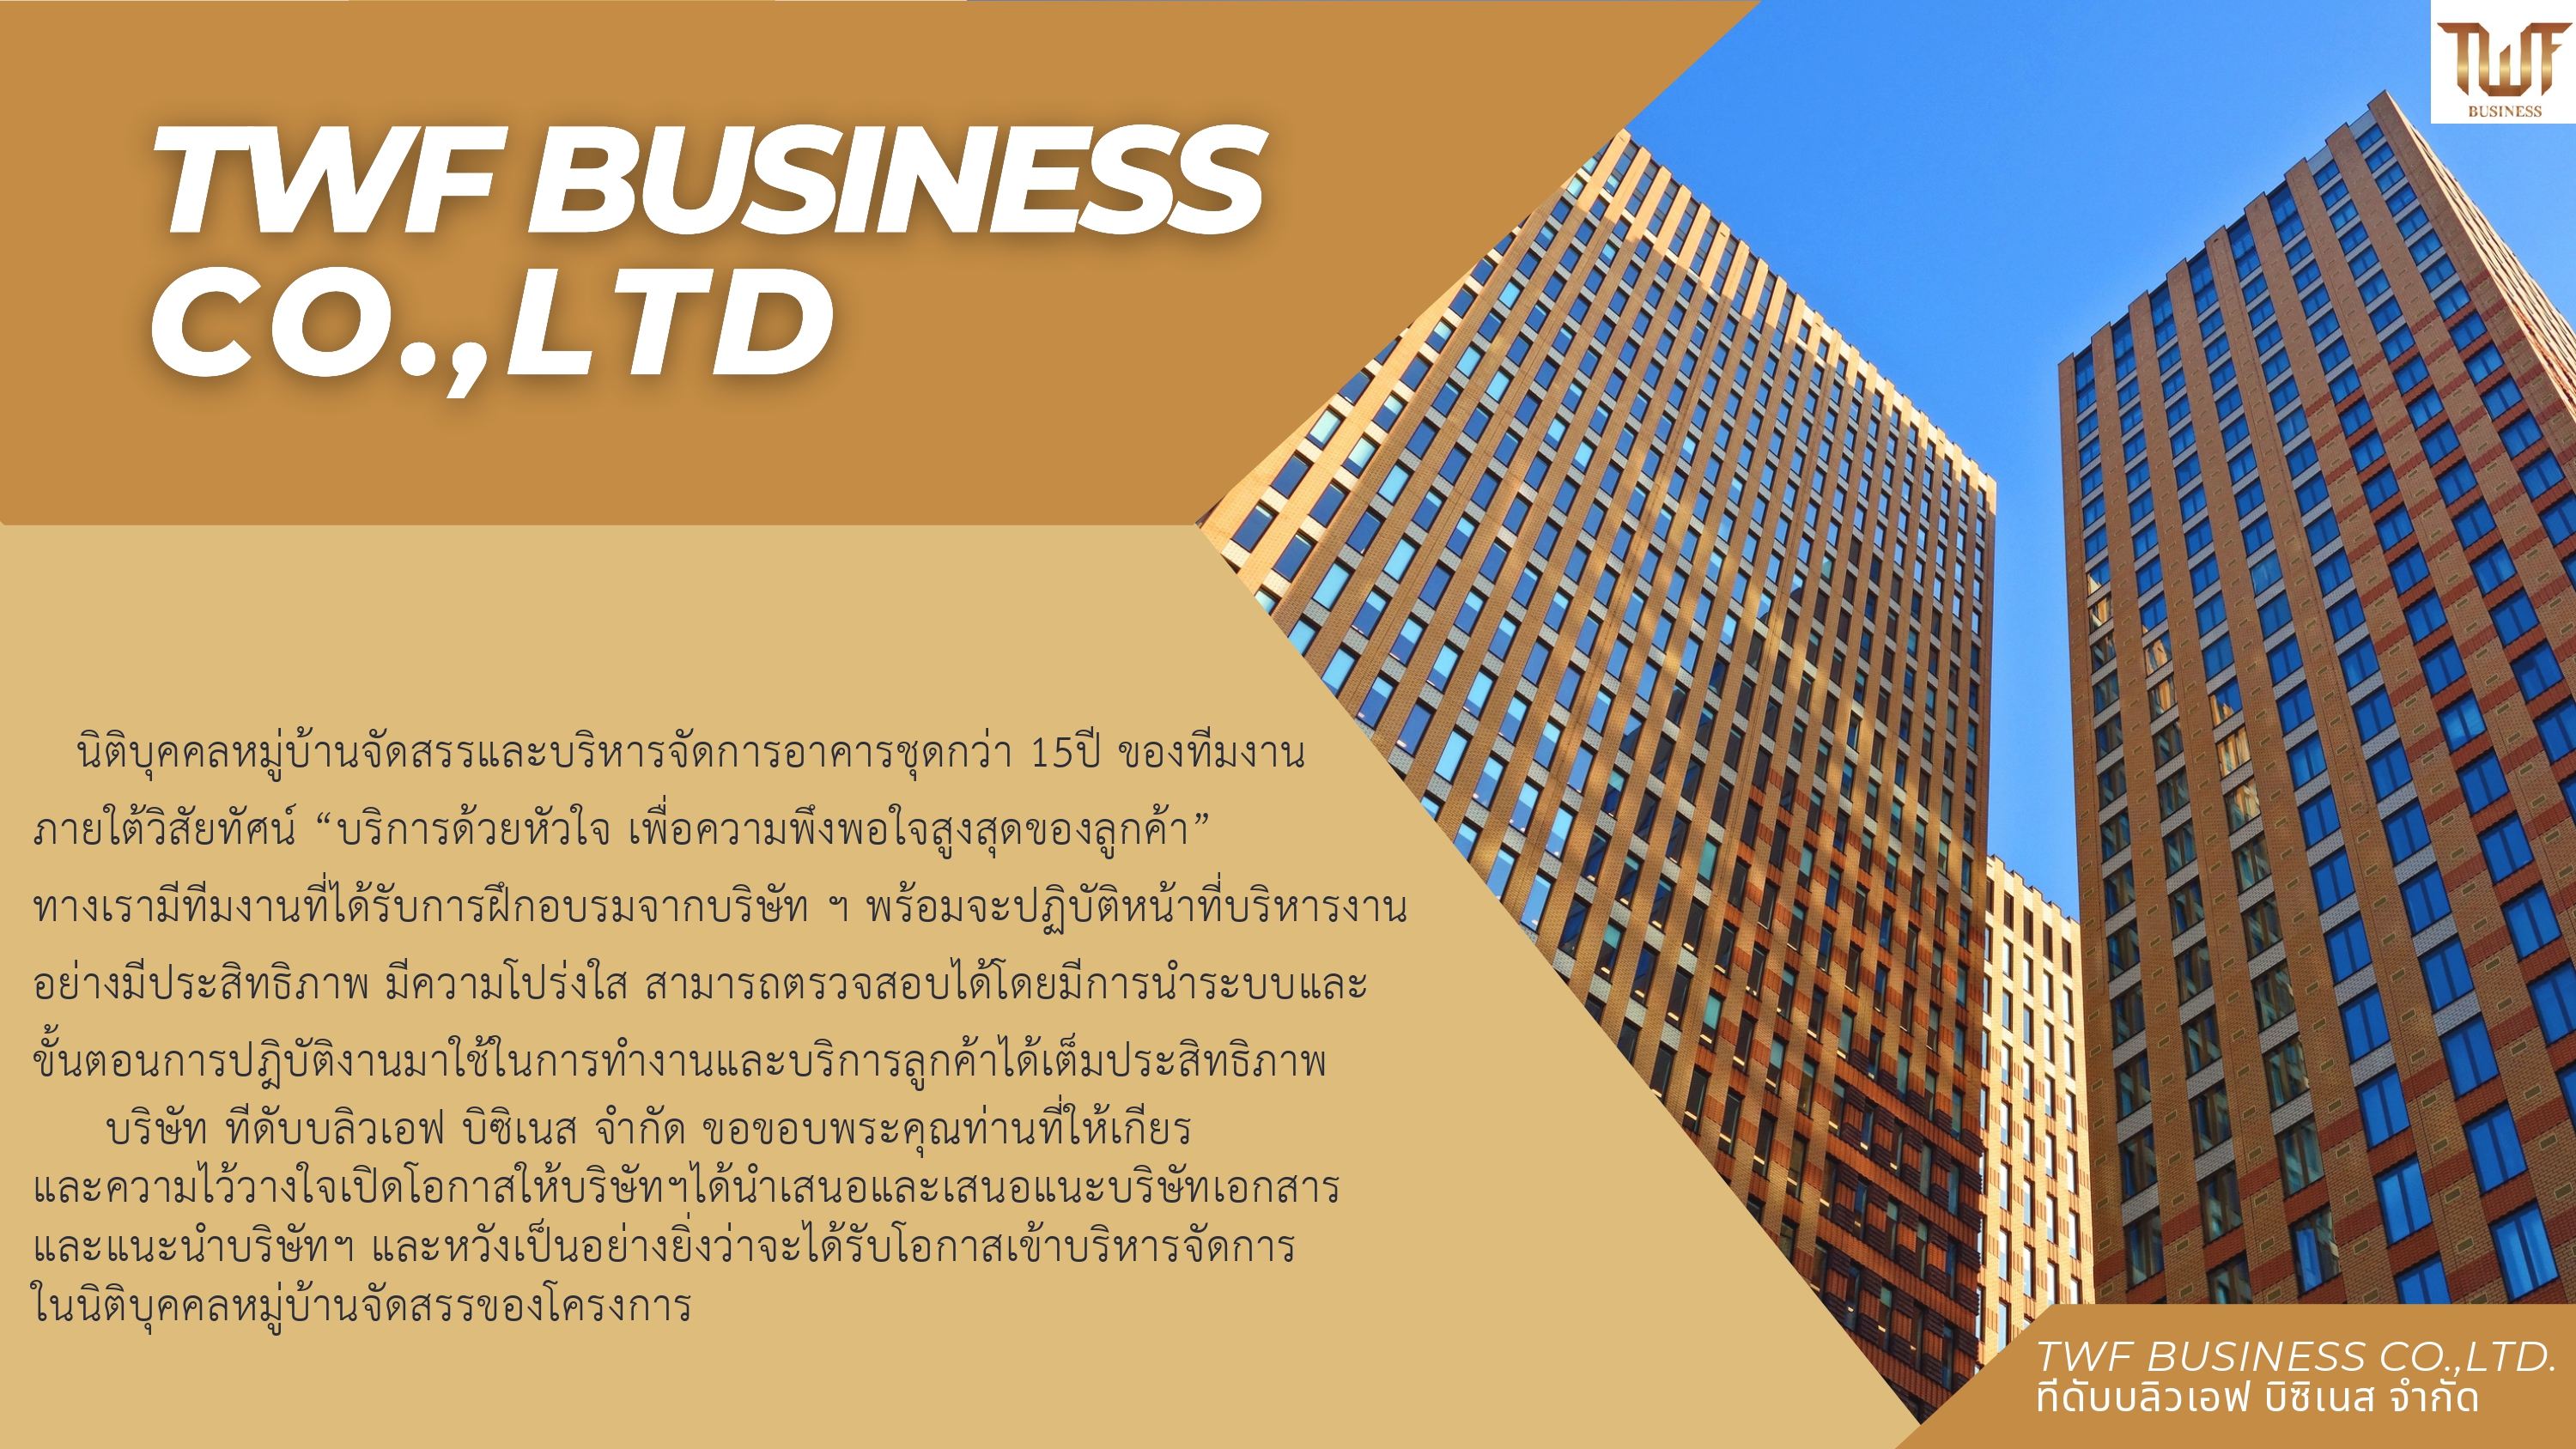 TWF
BUSINESS
TWF BUSINESS
CO.,LTD
นิติบุคคลหมู่บ้านจัดสรรและบริหารจัดการอาคารชุดกว่า 15ปี ของทีมงาน
ภายใต้วิสัยทัศน์ “บริการด้วยหัวใจ เพื่อความพึงพอใจสูงสุดของลูกค้า”
ทางเรามีทีมงานที่ได้รับการฝึกอบรมจากบริษัท ฯ พร้อมจะปฏิบัติหน้าที่บริหารงาน
อย่างมีประสิทธิภาพ มีความโปร่งใส สามารถตรวจสอบได้โดยมีการนำระบบและ
ขั้นตอนการปฎิบัติงานมาใช้ในการทำงานและบริการลูกค้าได้เต็มประสิทธิภาพ
บริษัท ทีดับบลิวเอฟ บิซิเนส จำกัด ขอขอบพระคุณท่านที่ให้เกียร
และความไว้วางใจเปิดโอกาสให้บริษัทฯได้นำเสนอและเสนอแนะบริษัทเอกสาร
และแนะนำบริษัทฯ และหวังเป็นอย่างยิ่งว่าจะได้รับโอกาสเข้าบริหารจัดการ
ในนิติบุคคลหมู่บ้านจัดสรรของโครงการ
TWF BUSINESS CO.,LTD.
ทีดับบลิวเอฟ บิซิเนส จำกัด